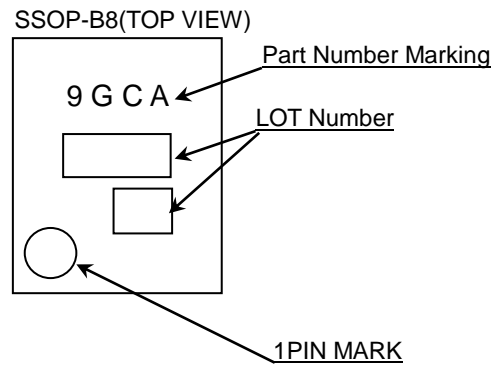 SSOP-B8(TOP VIEW)
Part Number Marking
9 G C A
LOT Number
1PIN MARK